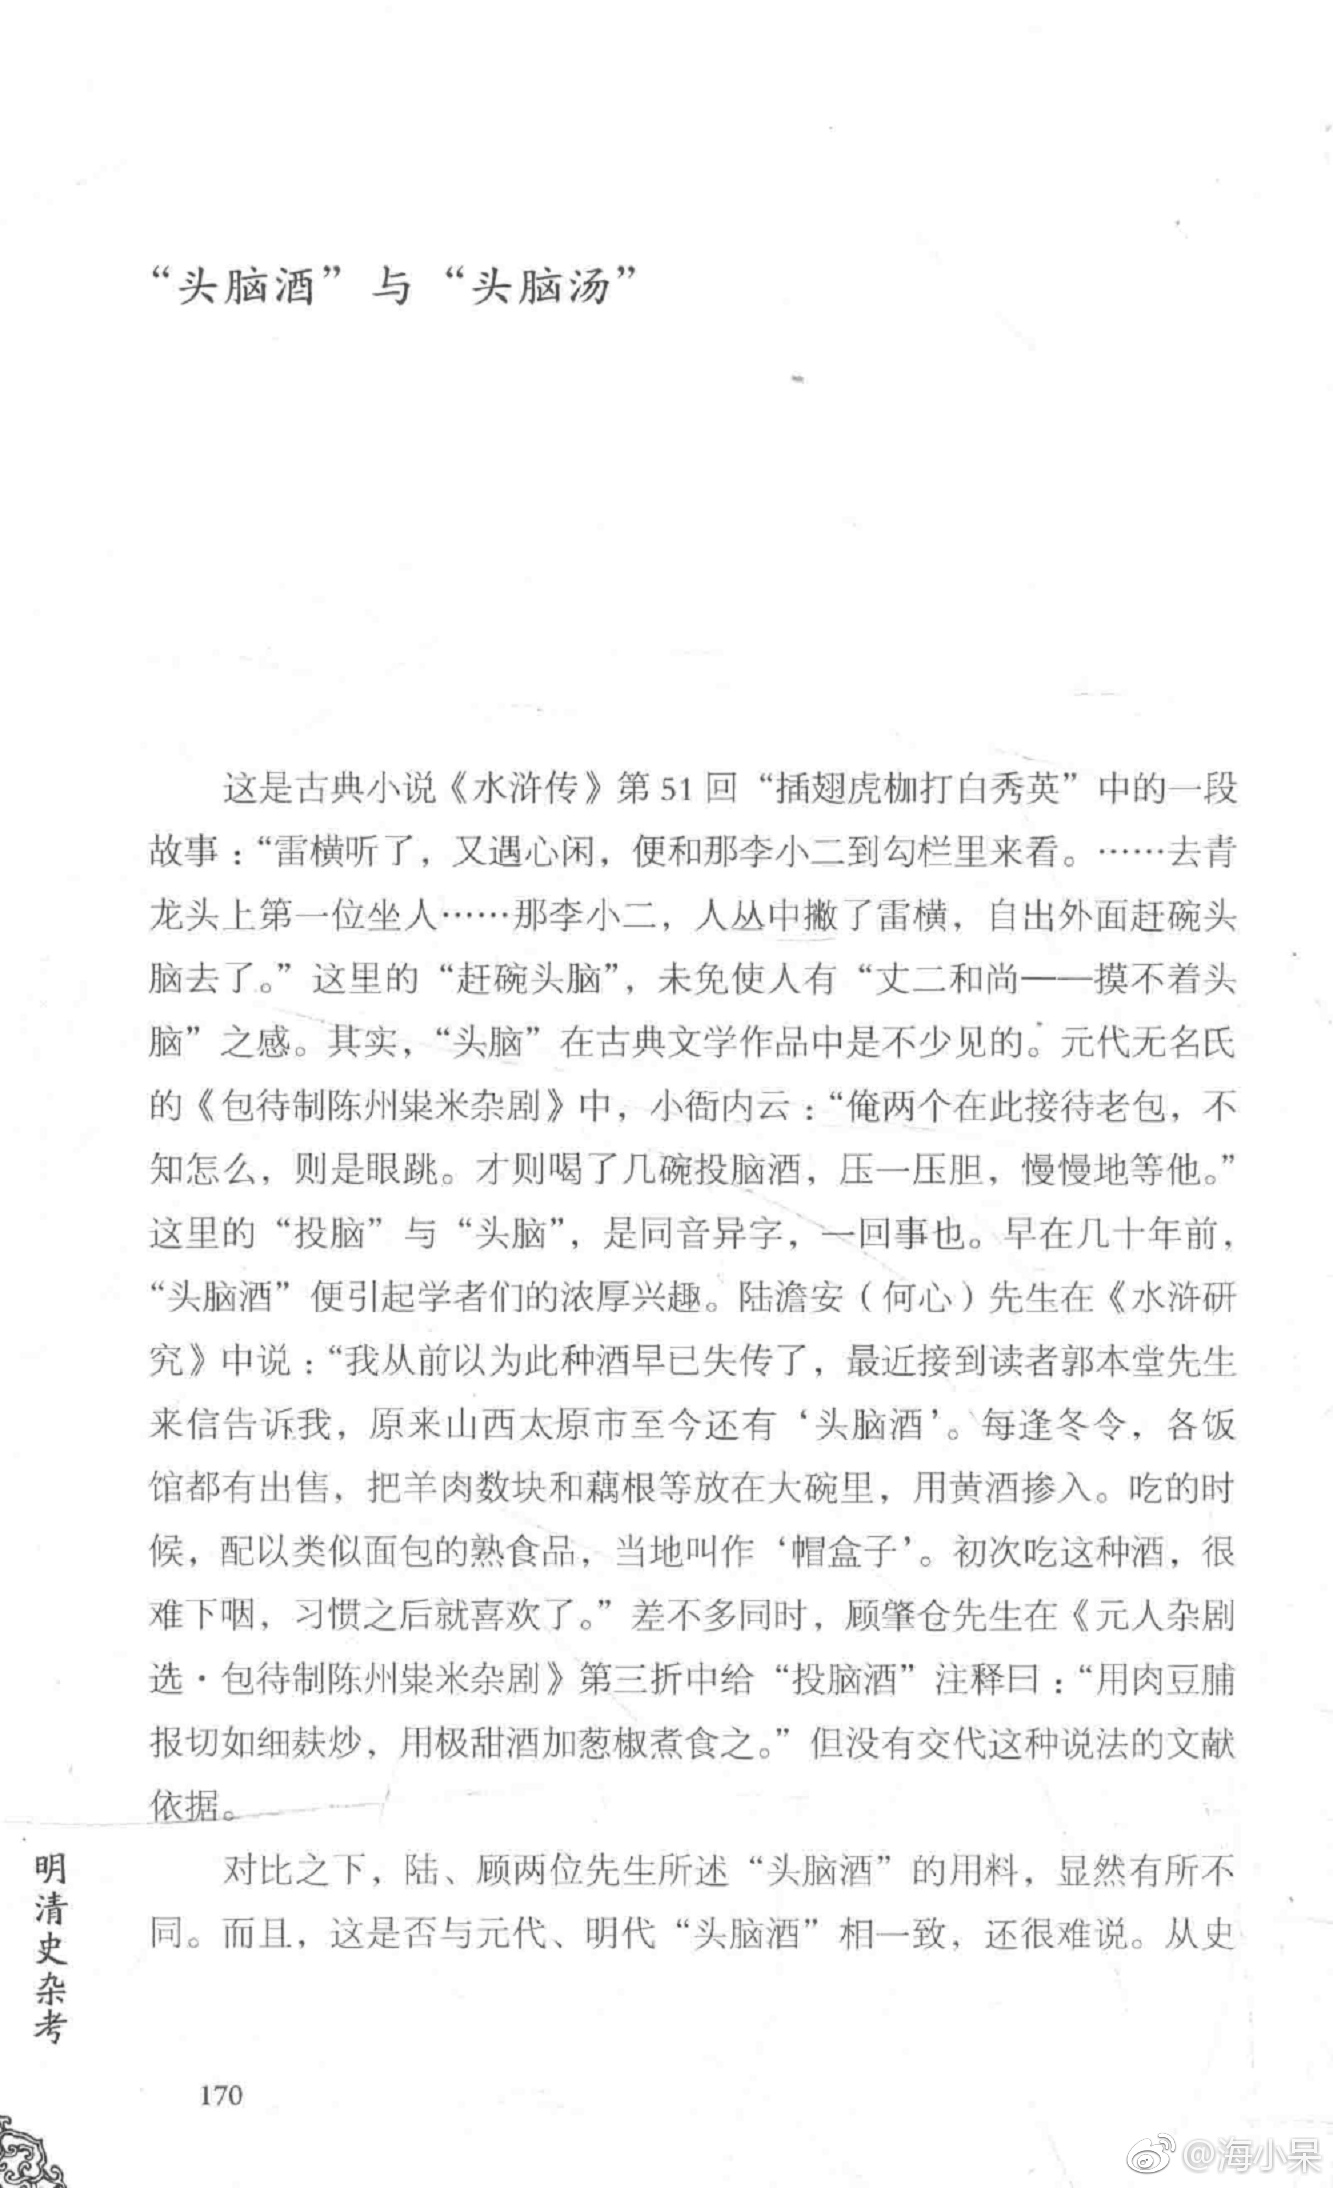 “头脑酒”与“头脑汤”
这是古典小说《水浒传》第 51 回“插翅虎枷打白秀英”中的一段
故事：“雷横听了，又遇心闲，便和那李小二到勾栏里来看。……去青
龙头上第一位坐人……那李小二，人丛中撇了雷横，自出外面赶碗头
脑去了。”这里的“赶碗头脑”，未免使人有“丈二和尚——摸不着头
脑”之感。其实，“头脑”在古典文学作品中是不少见的。元代无名氏
的《包待制陈州粜米杂剧》中，小衙内云：“俺两个在此接待老包，不
知怎么，则是眼跳。才则喝了几碗投脑酒，压一压胆，慢慢地等他。”
这里的“投脑”与“头脑”，是同音异字，一回事也。早在几十年前，
“头脑酒”便引起学者们的浓厚兴趣。陆澹安（何心）先生在《水浒研
究》中说：“我从前以为此种酒早已失传了，最近接到读者郭本堂先生
来信告诉我，原来山西太原市至今还有‘头脑酒’。每逢冬令，各饭
馆都有出售，把羊肉数块和藕根等放在大碗里，用黄酒掺入。吃的时
候，配以类似面包的熟食品，当地叫作‘帽盒子’。初次吃这种酒，很
难下咽，习惯之后就喜欢了。”差不多同时，顾肇仓先生在《元人杂剧
选·包待制陈州粜米杂剧》第三折中给“投脑酒”注释曰：“用肉豆脯
报切如细麸炒，用极甜酒加葱椒煮食之。”但没有交代这种说法的文献
依据。
对比之下，陆、顾两位先生所述“头脑酒”的用料，显然有所不
同。而且，这是否与元代、明代“头脑酒”相一致，还很难说。从史
明清史杂考
170
@海小呆